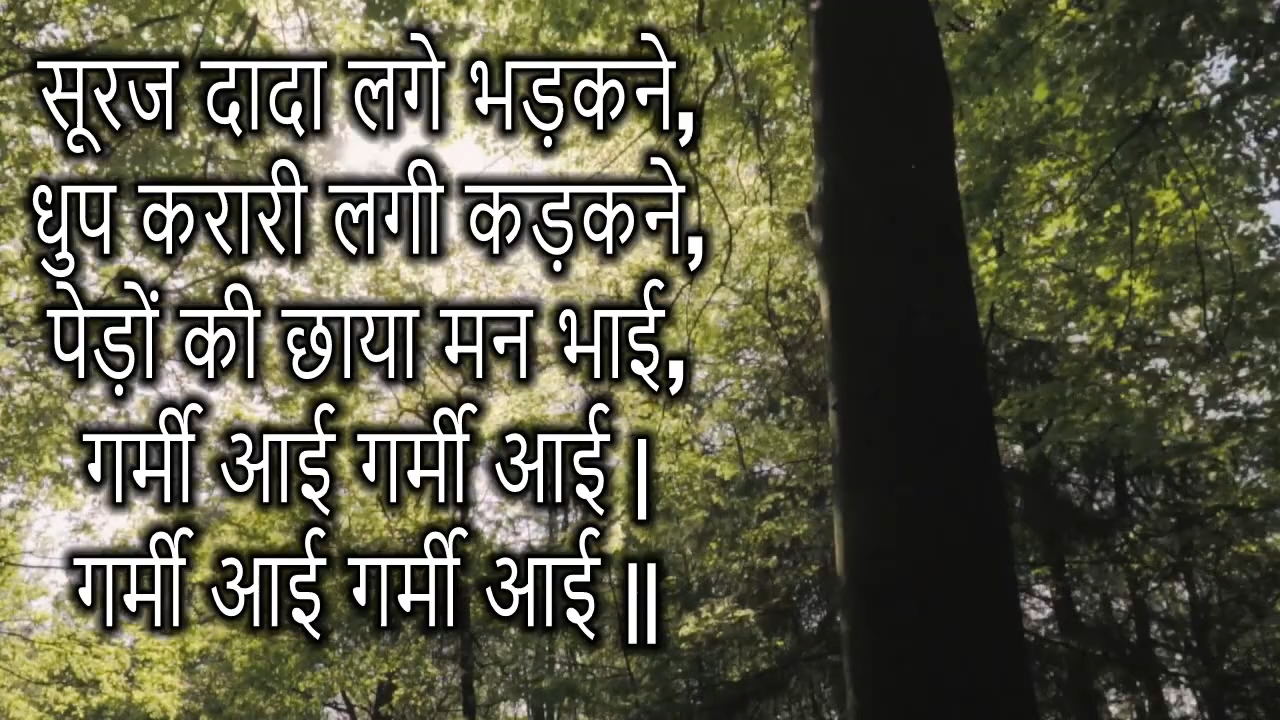 सूरज दादा लगे भड़कने,
धुप करारी लगी कड़कने,
पेड़ों की छाया मन भाई,
गर्मी आई गर्मी आई |
गर्मी आई गर्मी आई ||